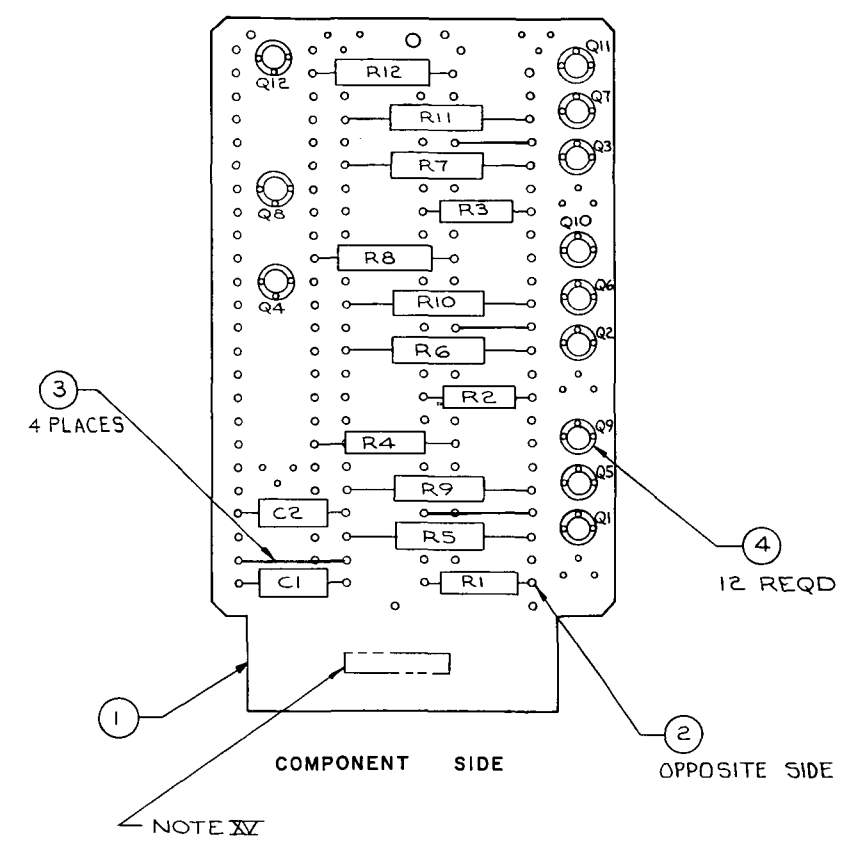 Q11
Q12
R12
Q7
R11
Q3
R7
Q8
R3
Q10
R8
Q4
Q6
R10
Q2
R6
3
4 PLACES
R2
Q9
R4
Q5
R9
C2
Q1
R5
4
12 REQD
C1
R1
1
2
OPPOSITE SIDE
COMPONENT SIDE
NOTE XV